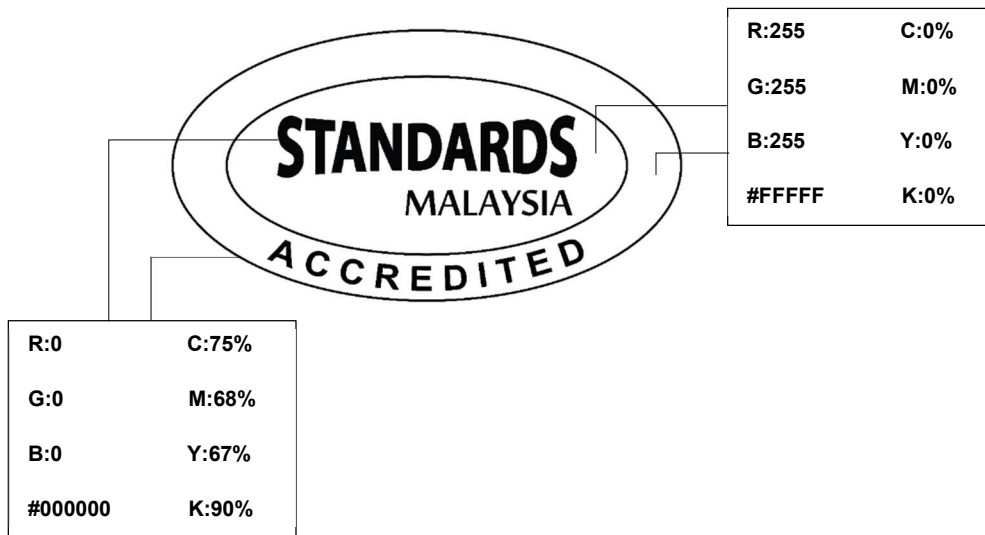 R:255 C:0%
G:255 M:0%
B:255 Y:0%
#FFFFF K:0%
STANDARDS
MALAYSIA
ACCREDITED
R:0 C:75%
G:0 M:68%
B:0 Y:67%
#000000 K:90%